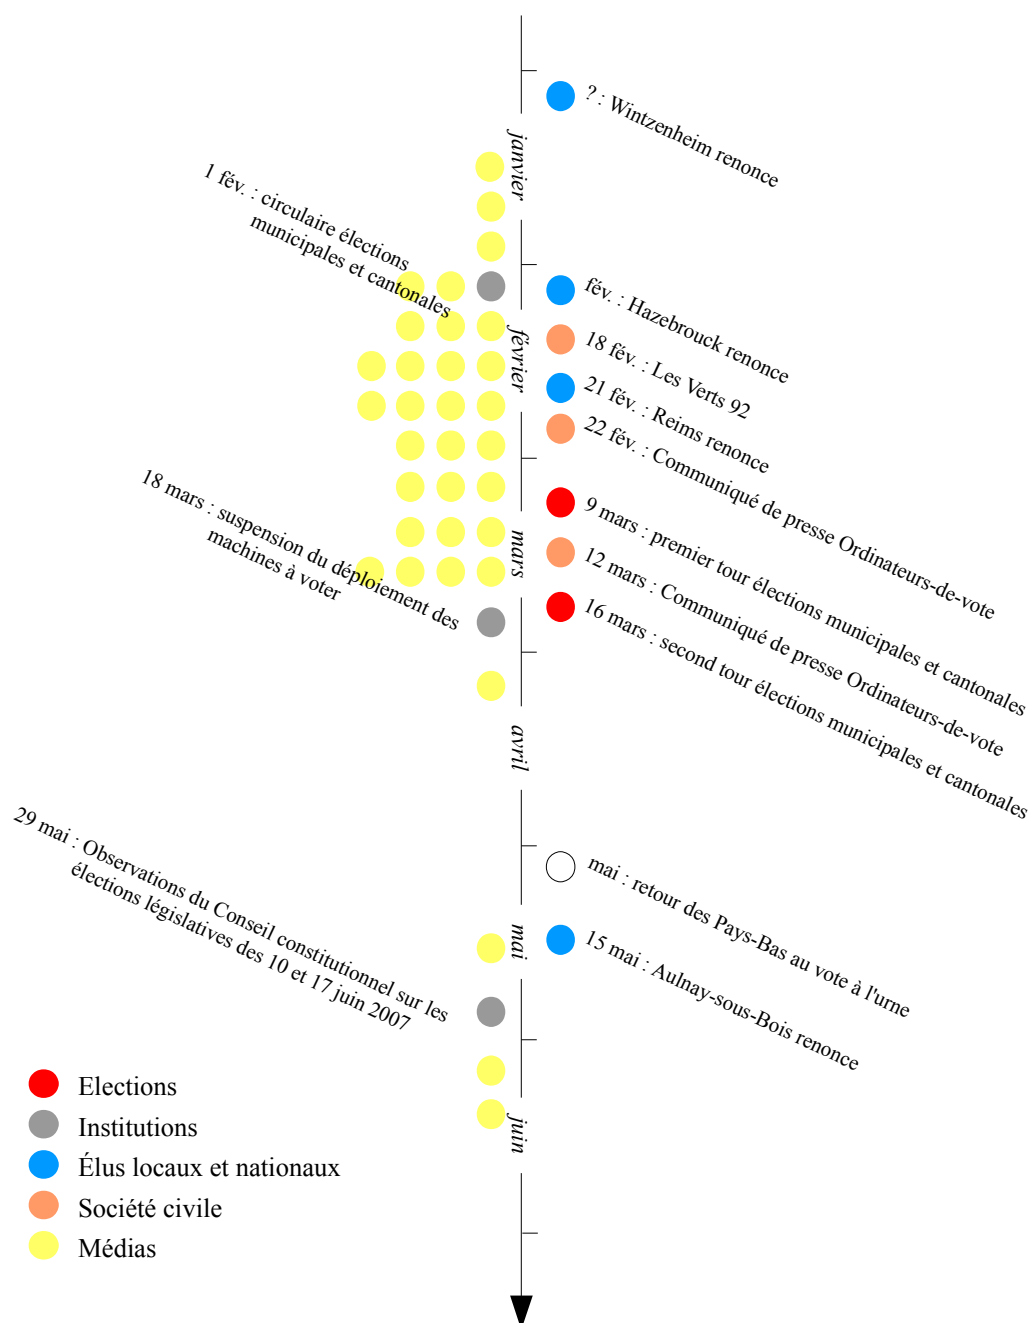 janvier
? : Wintzenheim renonce
1 fév. : circulaire élections
municipales et cantonales
février
fév. : Hazebrouck renonce
18 fév. : Les Verts 92
21 fév. : Reims renonce
22 fév. : Communiqué de presse Ordinateurs-de-vote
mars
9 mars : premier tour élections municipales et cantonales
12 mars : Communiqué de presse Ordinateurs-de-vote
16 mars : second tour élections municipales et cantonales
18 mars : suspension du déploiement des
machines à voter
avril
mai : retour des Pays-Bas au vote à l'urne
mai
15 mai : Aulnay-sous-Bois renonce
29 mai : Observations du Conseil constitutionnel sur les
élections législatives des 10 et 17 juin 2007
juin
Elections
Institutions
Élus locaux et nationaux
Société civile
Médias